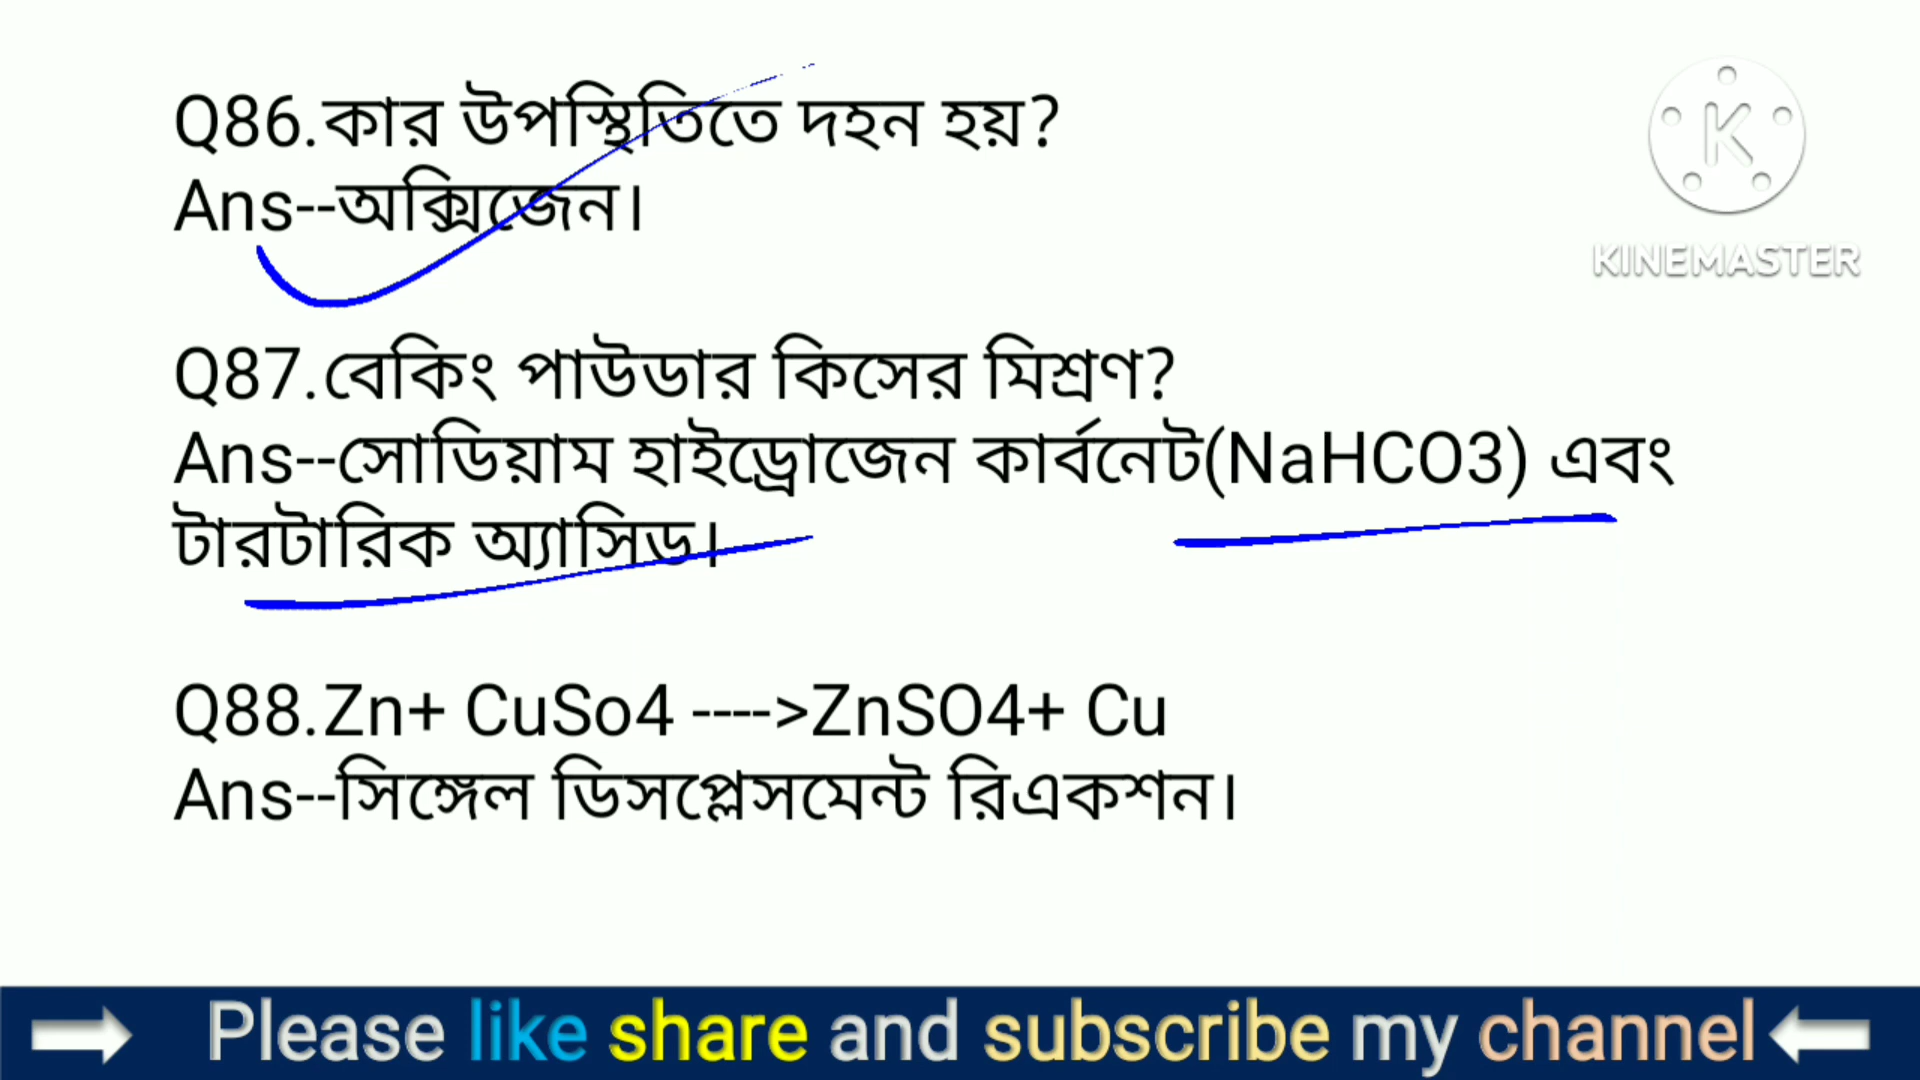 Q86.কার উপস্থিতিতে দহন হয়?
Ans--অক্সিজেন।
KINEMASTER
Q87.বেকিং পাউডার কিসের মিশ্রণ?
Ans--সোডিয়াম হাইড্রোজেন কার্বনেট(NaHCO3) এবং
টারটারিক অ্যাসিড।
Q88.Zn+ CuSo4 ---->ZnSO4+ Cu
Ans--সিঙ্গেল ডিসপ্লেসমেন্ট রিএকশন।
Please like share and subscribe my channel